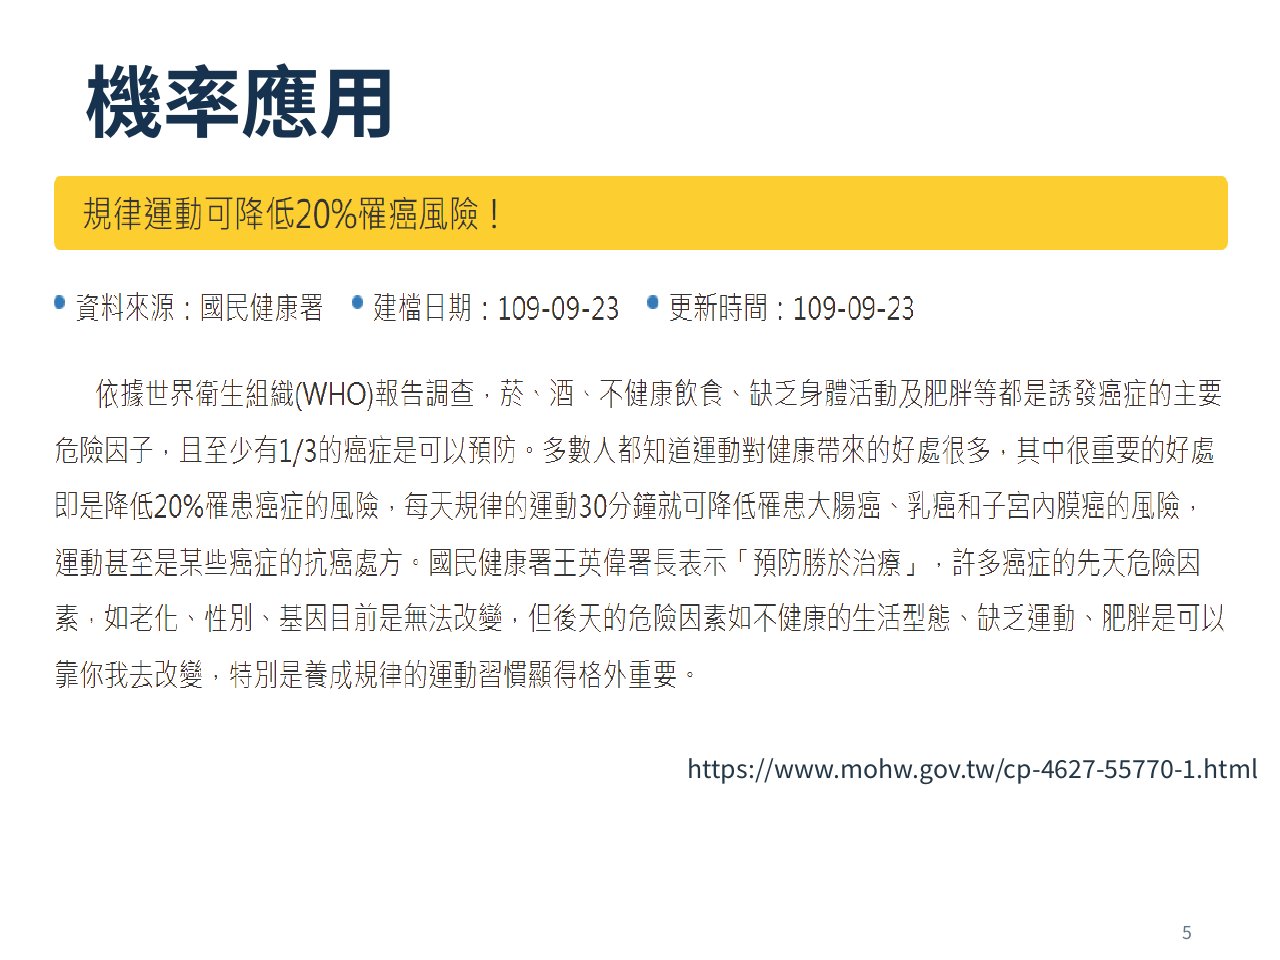 機率應用
規律運動可降低20%罹癌風險！
資料來源：國民健康署 建檔日期：109-09-23 更新時間：109-09-23
依據世界衛生組織(WHO)報告調查，菸、酒、不健康飲食、缺乏身體活動及肥胖等都是誘發癌症的主要
危險因子，且至少有1/3的癌症是可以預防。多數人都知道運動對健康帶來的好處很多，其中很重要的好處
即是降低20%罹患癌症的風險，每天規律的運動30分鐘就可降低罹患大腸癌、乳癌和子宮內膜癌的風險，
運動甚至是某些癌症的抗癌處方。國民健康署王英偉署長表示「預防勝於治療」，許多癌症的先天危險因
素，如老化、性別、基因目前是無法改變，但後天的危險因素如不健康的生活型態、缺乏運動、肥胖是可以
靠你我去改變，特別是養成規律的運動習慣顯得格外重要。
https://www.mohw.gov.tw/cp-4627-55770-1.html
5